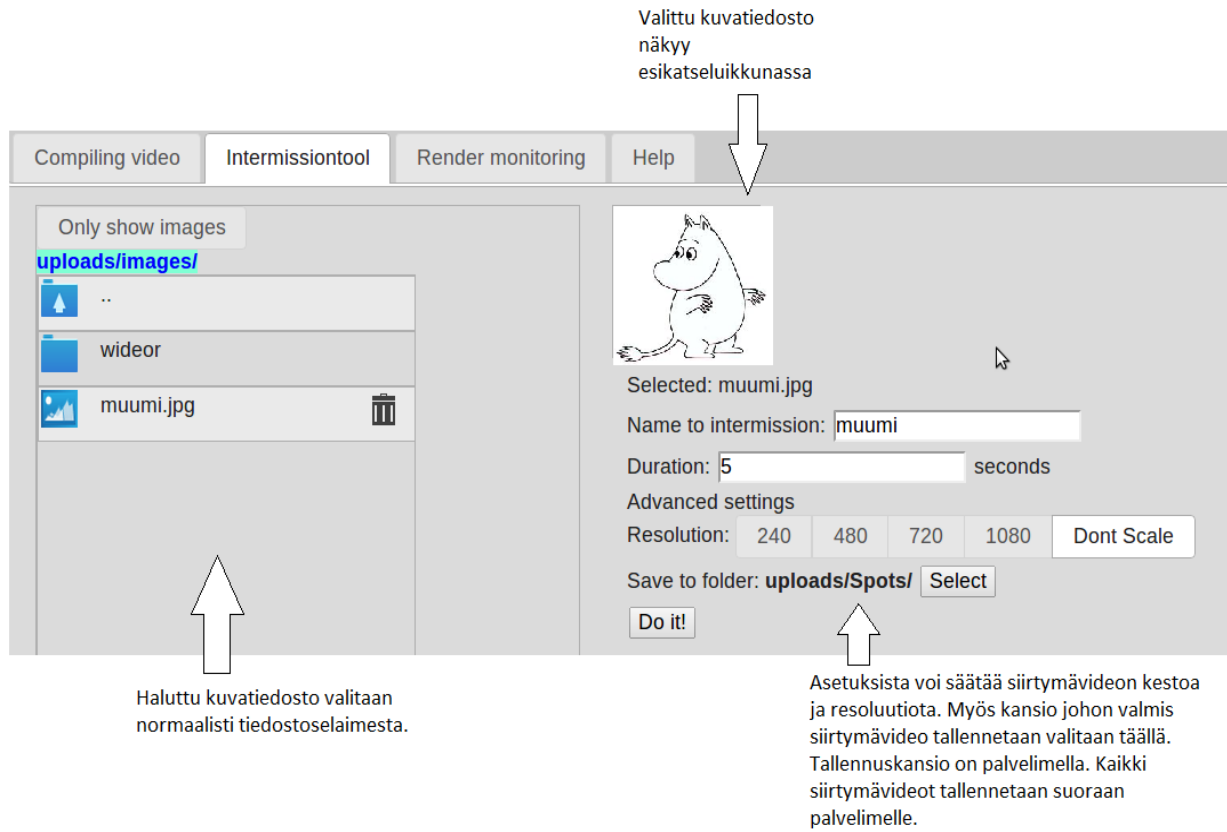 Valittu kuvatiedosto
näkyy
esikatseluikkunassa
Compiling video
Intermissiontool
Render monitoring
Help
Only show images
uploads/images/
..
wideor
muumi.jpg
Selected: muumi.jpg
Name to intermission: muumi
Duration: 5 seconds
Advanced settings
Resolution: 240 480 720 1080 Dont Scale
Save to folder: uploads/Spots/ Select
Do it!
Haluttu kuvatiedosto valitaan
normaalisti tiedostoselaimesta.
Asetuksista voi säätää siirtymävideon kestoa
ja resoluutiota. Myös kansio johon valmis
siirtymävideo tallennetaan valitaan täällä.
Tallennuskansio on palvelimella. Kaikki
siirtymävideot tallennetaan suoraan
palvelimelle.